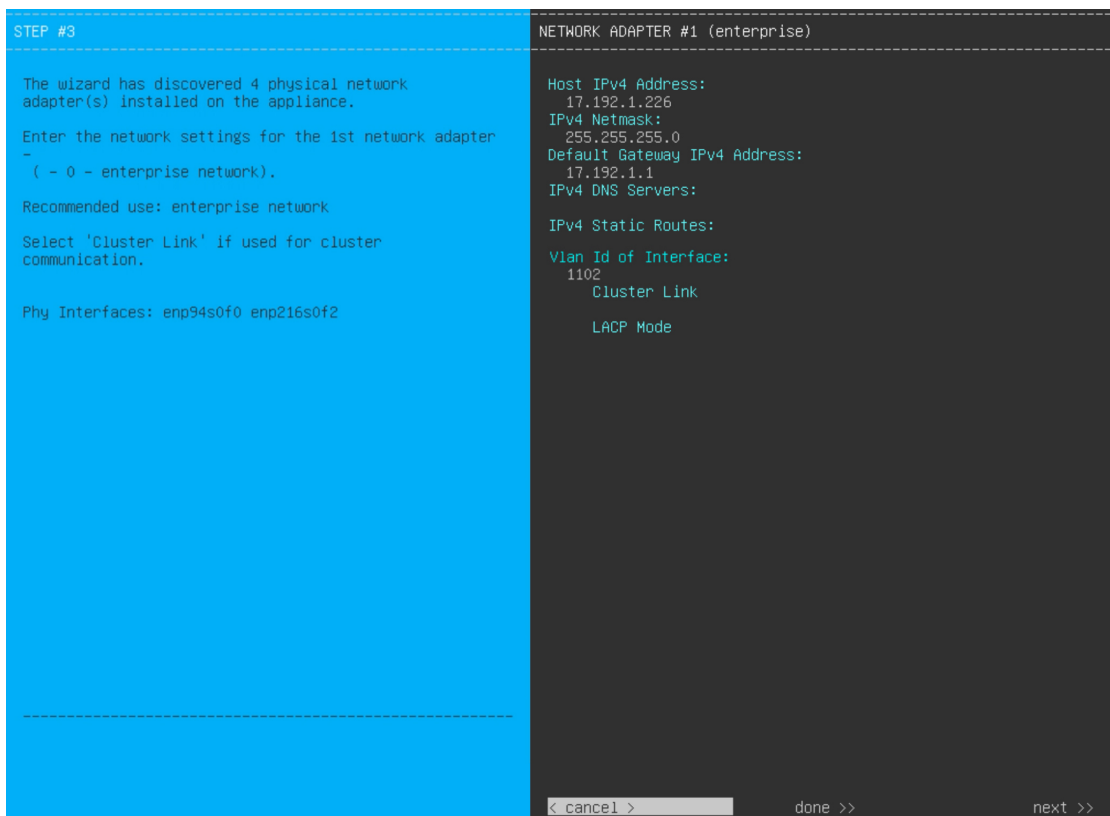 STEP #3
The wizard has discovered 4 physical network
adapter(s) installed on the appliance.
Enter the network settings for the 1st network adapter
-
( - 0 - enterprise network).
Recommended use: enterprise network
Select 'Cluster Link' if used for cluster
communication.
Phy Interfaces: enp94s0f0 enp216s0f2
NETWORK ADAPTER #1 (enterprise)
Host IPv4 Address:
17.192.1.226
IPv4 Netmask:
255.255.255.0
Default Gateway IPv4 Address:
17.192.1.1
IPv4 DNS Servers:
IPv4 Static Routes:
Vlan Id of Interface:
1102
Cluster Link
LACP Mode
< cancel > done >> next >>